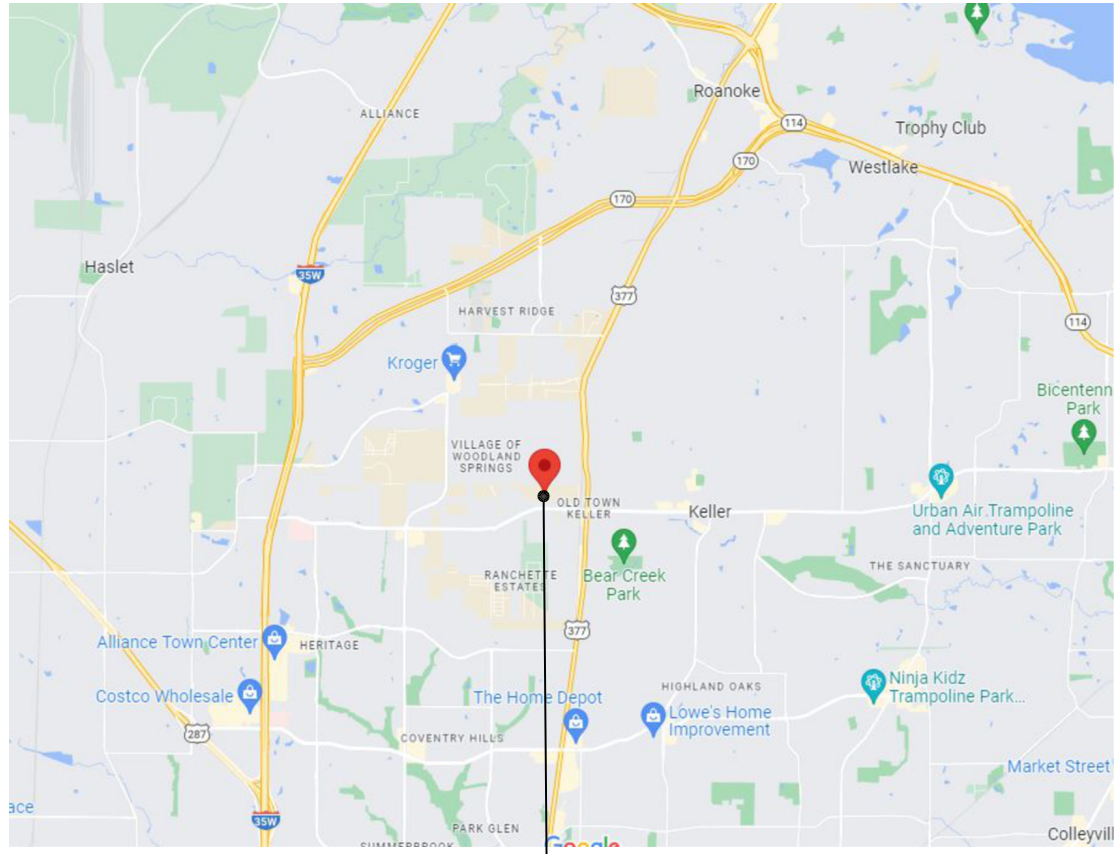 ALLIANCE
Roanoke
114
Trophy Club
170
Westlake
170
Haslet
35W
377
HARVEST RIDGE
114
Kroger
Bicentenn
Park
VILLAGE OF
WOODLAND
SPRINGS
OLD TOWN
KELLER
Keller
Urban Air Trampoline
and Adventure Park
THE SANCTUARY
RANCHETTE
ESTATES
Bear Creek
Park
377
Alliance Town Center
HERITAGE
Costco Wholesale
The Home Depot
HIGHLAND OAKS
Ninja Kidz
Trampoline Park...
Lowe's Home
Improvement
287
COVENTRY HILLS
Market Street
ace
35W
PARK GLEN
Colleyvill
SUMMERBROOK
Google